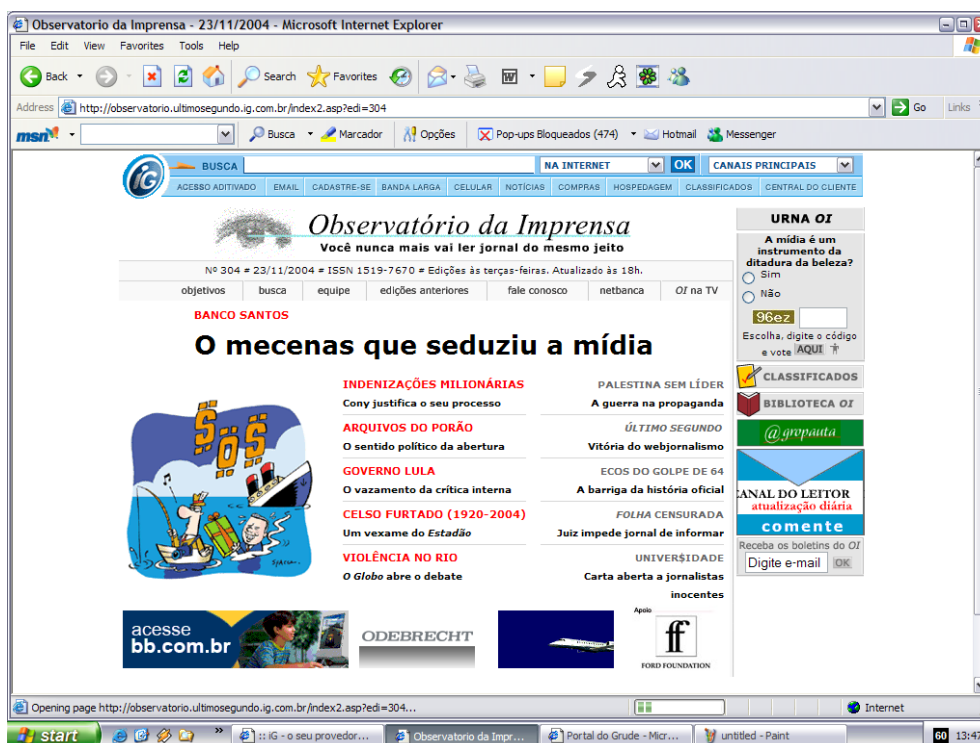 Observatorio da Imprensa - 23/11/2004 - Microsoft Internet Explorer
File Edit View Favorites Tools Help
Back Search Favorites
Address http://observatorio.ultimosegundo.ig.com.br/index2.asp?edi=304 Go Links
msn Busca Marcador Opções Pop-ups Bloqueados (474) Hotmail Messenger
iG BUSCA NA INTERNET OK CANAIS PRINCIPAIS
ACESSO ADITIVADO EMAIL CADASTRE-SE BANDA LARGA CELULAR NOTÍCIAS COMPRAS HOSPEDAGEM CLASSIFICADOS CENTRAL DO CLIENTE
Observatório da Imprensa
Você nunca mais vai ler jornal do mesmo jeito
Nº 304 # 23/11/2004 # ISSN 1519-7670 # Edições às terças-feiras. Atualizado às 18h.
objetivos busca equipe edições anteriores fale conosco netbanca OI na TV
BANCO SANTOS
O mecenas que seduziu a mídia
SOS
INDENIZAÇÕES MILIONÁRIAS
Cony justifica o seu processo
ARQUIVOS DO PORÃO
O sentido político da abertura
GOVERNO LULA
O vazamento da crítica interna
CELSO FURTADO (1920-2004)
Um vexame do Estadão
VIOLÊNCIA NO RIO
O Globo abre o debate
PALESTINA SEM LÍDER
A guerra na propaganda
ÚLTIMO SEGUNDO
Vitória do webjornalismo
ECOS DO GOLPE DE 64
A barriga da história oficial
FOLHA CENSURADA
Juiz impede jornal de informar
UNIVER$IDADE
Carta aberta a jornalistas
inocentes
URNA OI
A mídia é um
instrumento da
ditadura da beleza?
Sim
Não
96ez
Escolha, digite o código
e vote AQUI
CLASSIFICADOS
BIBLIOTECA OI
@gropauta
CANAL DO LEITOR
atualização diária
comente
Receba os boletins do OI
Digite e-mail OK
acesse
bb.com.br
ODEBRECHT
Apoio
ff
FORD FOUNDATION
Opening page http://observatorio.ultimosegundo.ig.com.br/index2.asp?edi=304... Internet
start » :: iG - o seu provedor... Observatorio da Impr... Portal do Grude - Micr... untitled - Paint 60